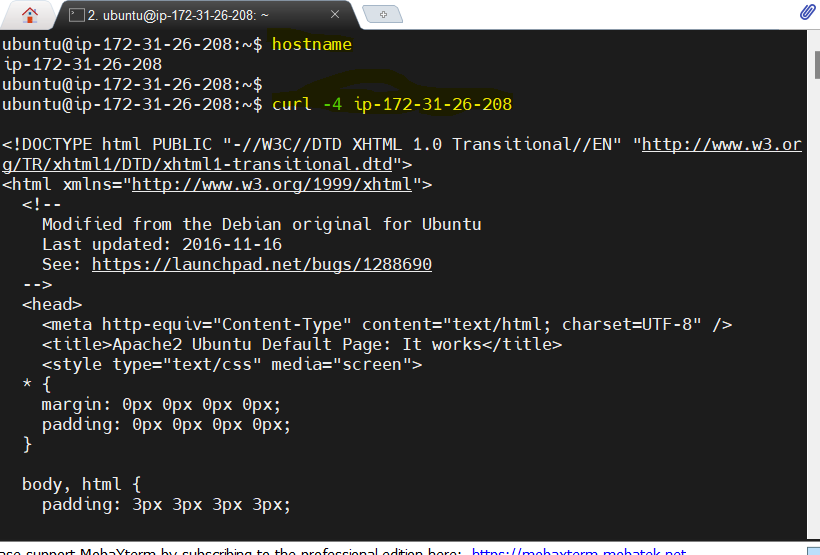 2. ubuntu@ip-172-31-26-208: ~
ubuntu@ip-172-31-26-208:~$ hostname
ip-172-31-26-208
ubuntu@ip-172-31-26-208:~$
ubuntu@ip-172-31-26-208:~$ curl -4 ip-172-31-26-208
<!DOCTYPE html PUBLIC "-//W3C//DTD XHTML 1.0 Transitional//EN" "http://www.w3.or
g/TR/xhtml1/DTD/xhtml1-transitional.dtd">
<html xmlns="http://www.w3.org/1999/xhtml">
  <!--
    Modified from the Debian original for Ubuntu
    Last updated: 2016-11-16
    See: https://launchpad.net/bugs/1288690
  -->
  <head>
    <meta http-equiv="Content-Type" content="text/html; charset=UTF-8" />
    <title>Apache2 Ubuntu Default Page: It works</title>
    <style type="text/css" media="screen">
  * {
    margin: 0px 0px 0px 0px;
    padding: 0px 0px 0px 0px;
  }
  body, html {
    padding: 3px 3px 3px 3px;
ase support MobaXterm by subscribing to the professional edition here: https://mobaxterm.mobatek.net